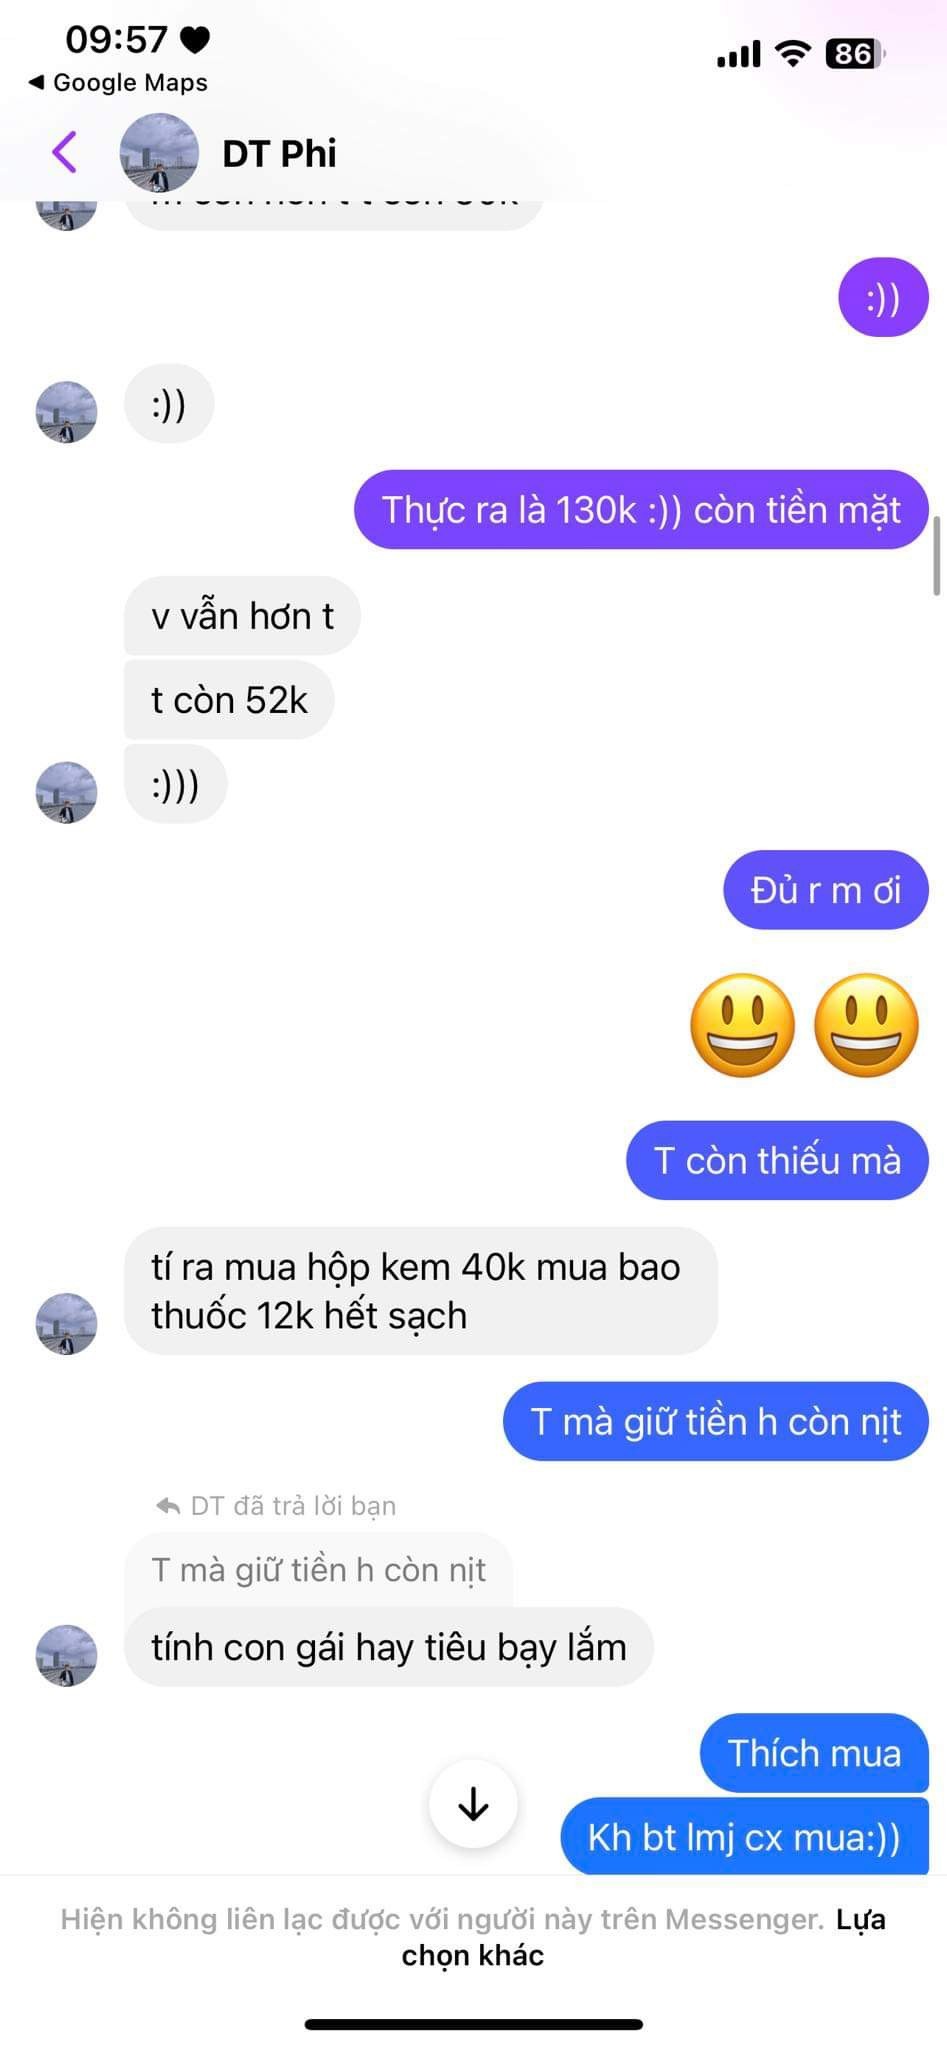 09:57
Google Maps
86
DT Phi
:))
:))
Thực ra là 130k :)) còn tiền mặt
v vẫn hơn t
t còn 52k
:)))
Đủ r m ơi
T còn thiếu mà
tí ra mua hộp kem 40k mua bao
thuốc 12k hết sạch
T mà giữ tiền h còn nịt
DT đã trả lời bạn
T mà giữ tiền h còn nịt
tính con gái hay tiêu bạy lắm
Thích mua
Kh bt lmj cx mua:))
Hiện không liên lạc được với người này trên Messenger. Lựa
chọn khác